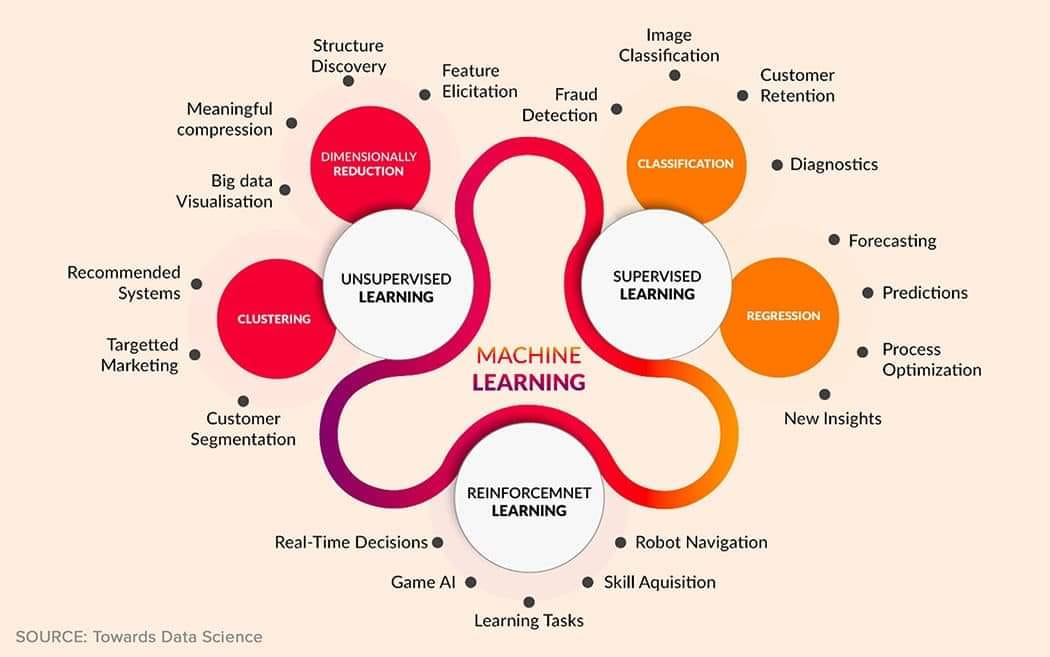 Structure
Discovery
Feature
Elicitation
Meaningful
compression
Big data
Visualisation
DIMENSIONALLY
REDUCTION
Recommended
Systems
Targetted
Marketing
Customer
Segmentation
CLUSTERING
UNSUPERVISED
LEARNING
Image
Classification
Fraud
Detection
Customer
Retention
Diagnostics
CLASSIFICATION
SUPERVISED
LEARNING
Forecasting
Predictions
Process
Optimization
New Insights
REGRESSION
MACHINE
LEARNING
REINFORCEMNET
LEARNING
Real-Time Decisions
Game AI
Learning Tasks
Skill Aquisition
Robot Navigation
SOURCE: Towards Data Science